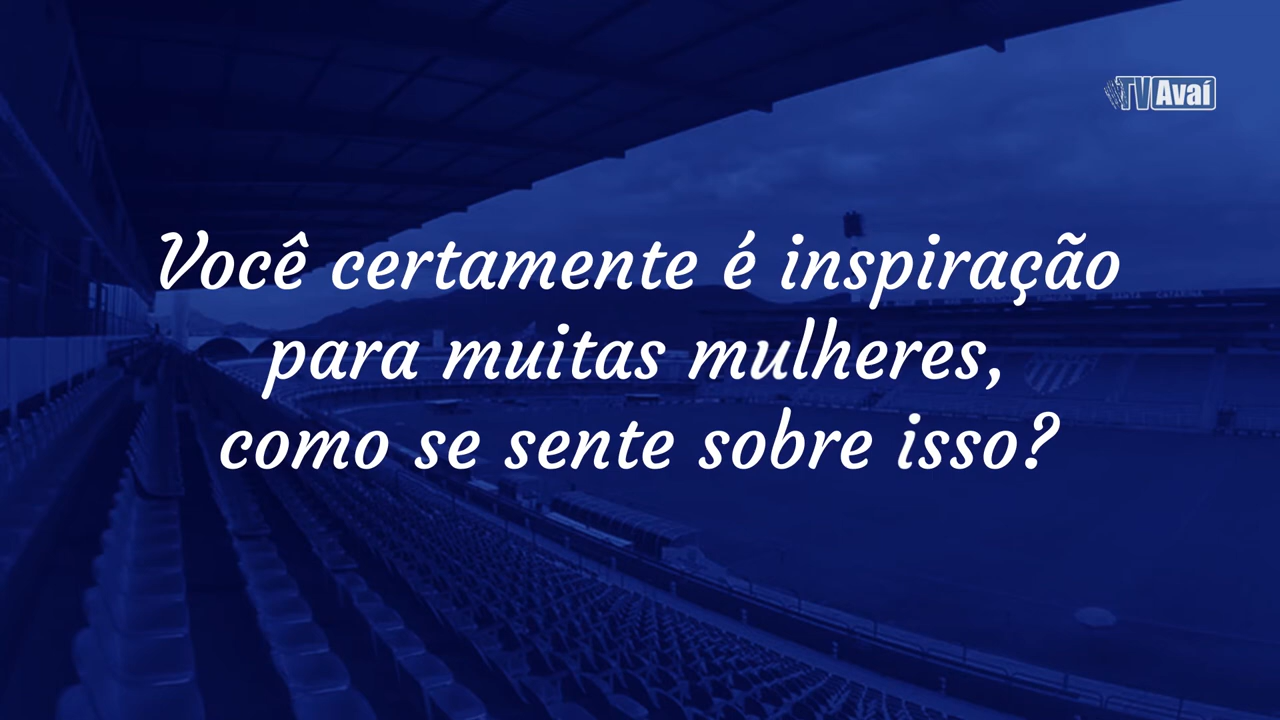 TV Avaí
Você certamente é inspiração
para muitas mulheres,
como se sente sobre isso?